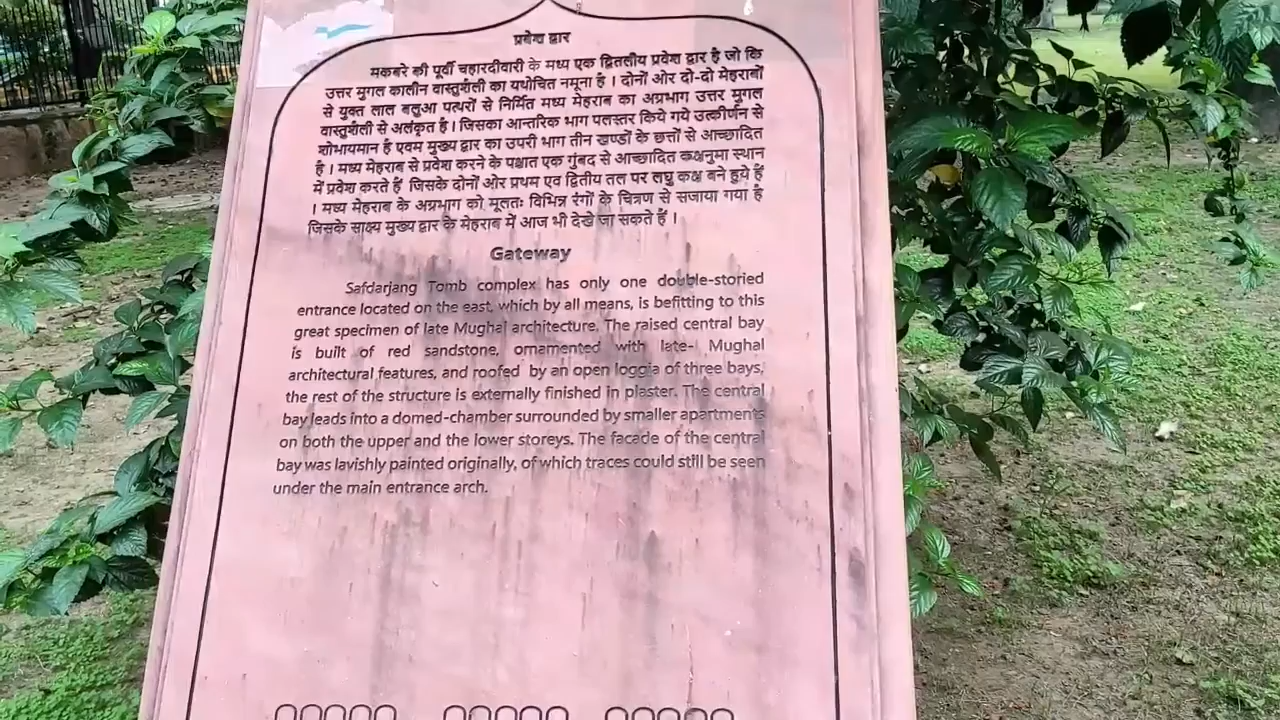 प्रवेश द्वार
मकबरे की पूर्वी चहारदीवारी के मध्य एक द्वितलीय प्रवेश द्वार है जो कि
उत्तर मुगल कालीन वास्तुशैली का यथोचित नमूना है । दोनों ओर दो-दो मेहराबों
से युक्त लाल बलुआ पत्थरों से निर्मित मध्य मेहराब का अग्रभाग उत्तर मुगल
वास्तुशैली से अलंकृत है । जिसका आन्तरिक भाग पलस्तर किये गये उत्कीर्णन से
शोभायमान है एवम मुख्य द्वार का उपरी भाग तीन खण्डों के छत्तों से आच्छादित
है । मध्य मेहराब से प्रवेश करने के पश्चात एक गुंबद से आच्छादित कक्षनुमा स्थान
में प्रवेश करते हैं जिसके दोनों ओर प्रथम एव द्वितीय तल पर लघु कक्ष बने हुये हैं
। मध्य मेहराब के अग्रभाग को मूलतः विभिन्न रंगों के चित्रण से सजाया गया है
जिसके साक्ष्य मुख्य द्वार के मेहराब में आज भी देखे जा सकते हैं ।
Gateway
Safdarjang Tomb complex has only one double-storied
entrance located on the east, which by all means, is befitting to this
great specimen of late Mughal architecture. The raised central bay
is built of red sandstone, ornamented with late- Mughal
architectural features, and roofed by an open loggia of three bays,
the rest of the structure is externally finished in plaster. The central
bay leads into a domed-chamber surrounded by smaller apartments
on both the upper and the lower storeys. The facade of the central
bay was lavishly painted originally, of which traces could still be seen
under the main entrance arch.